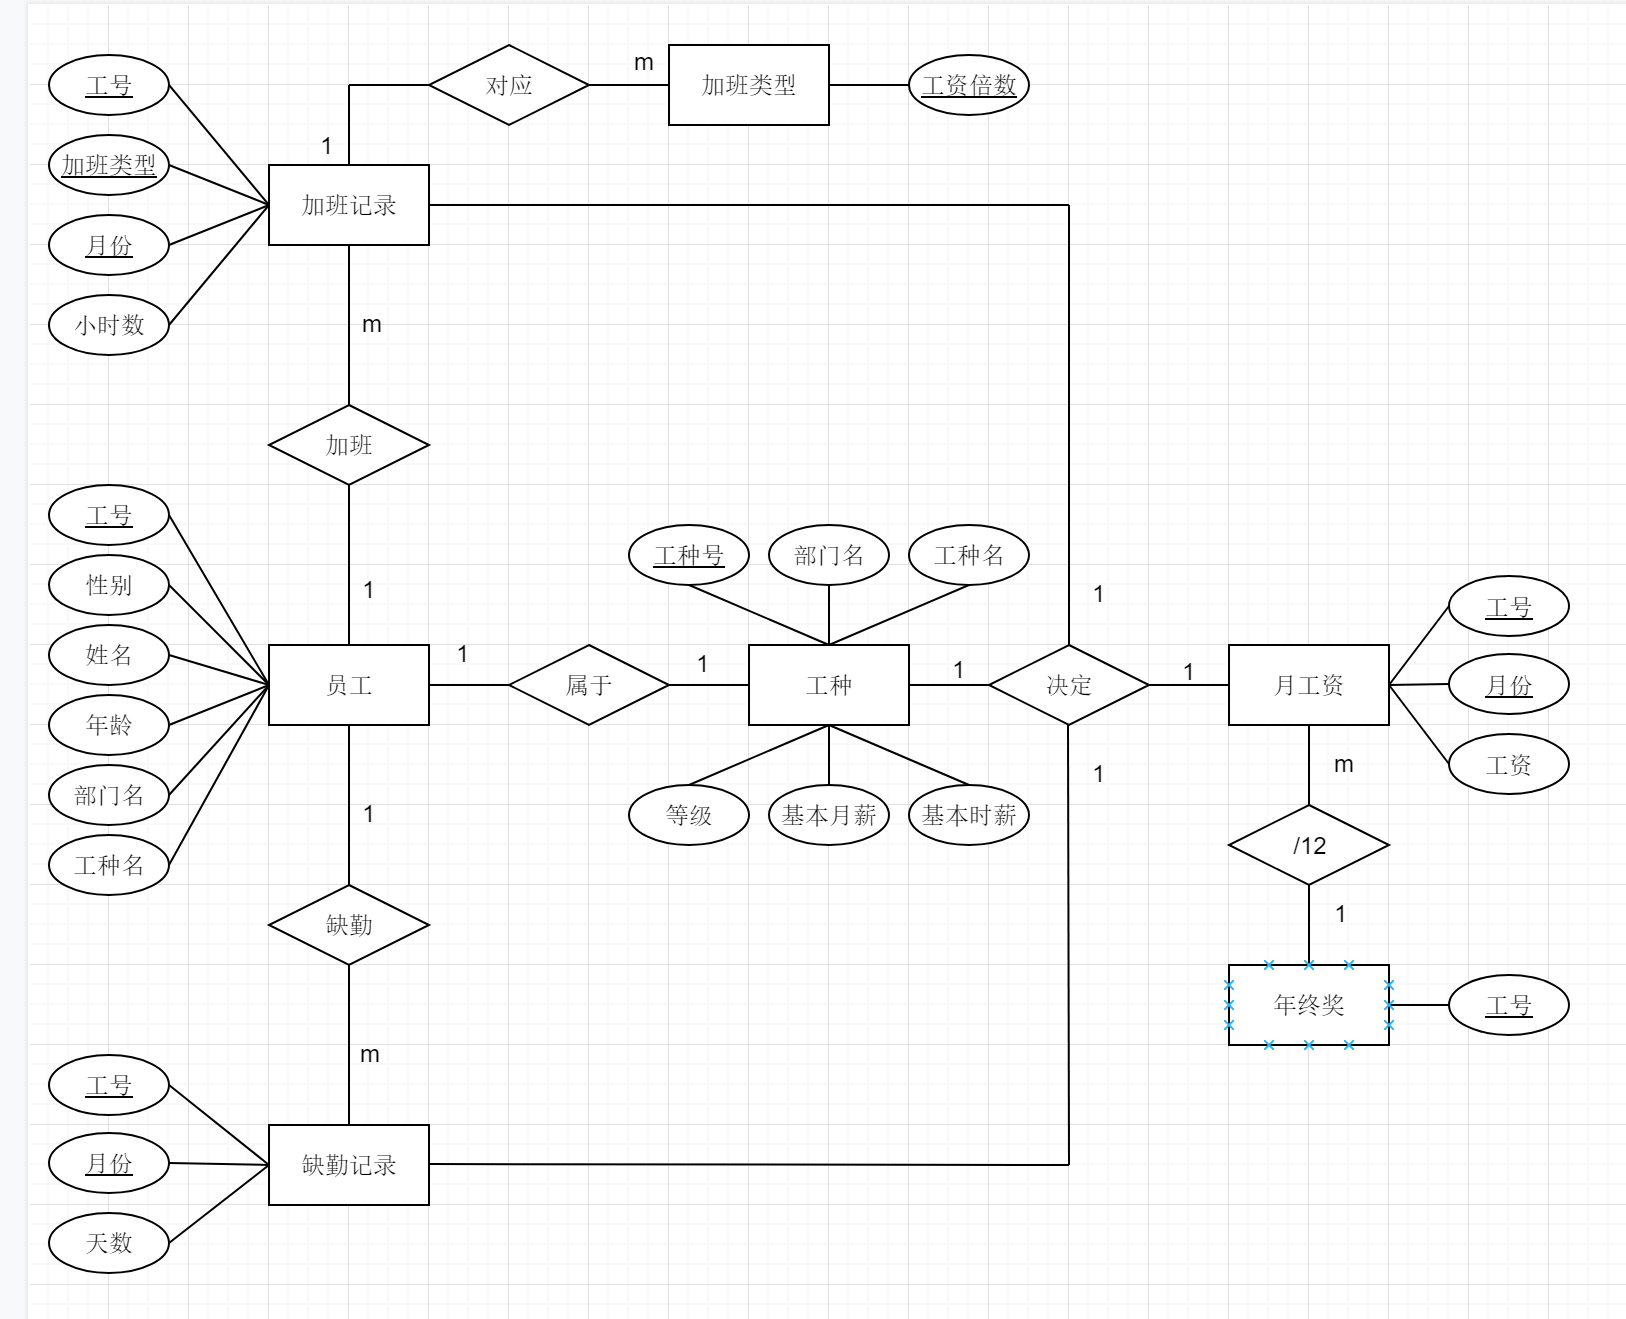 工号
对应
m
加班类型
工资倍数
1
加班类型
加班记录
月份
小时数
m
加班
工号
工种号
部门名
工种名
性别
1
1
工号
姓名
员工
1
属于
1
工种
1
决定
1
月工资
月份
年龄
部门名
1
等级
基本月薪
基本时薪
1
m
工资
工种名
/12
缺勤
1
年终奖
工号
m
工号
月份
缺勤记录
天数